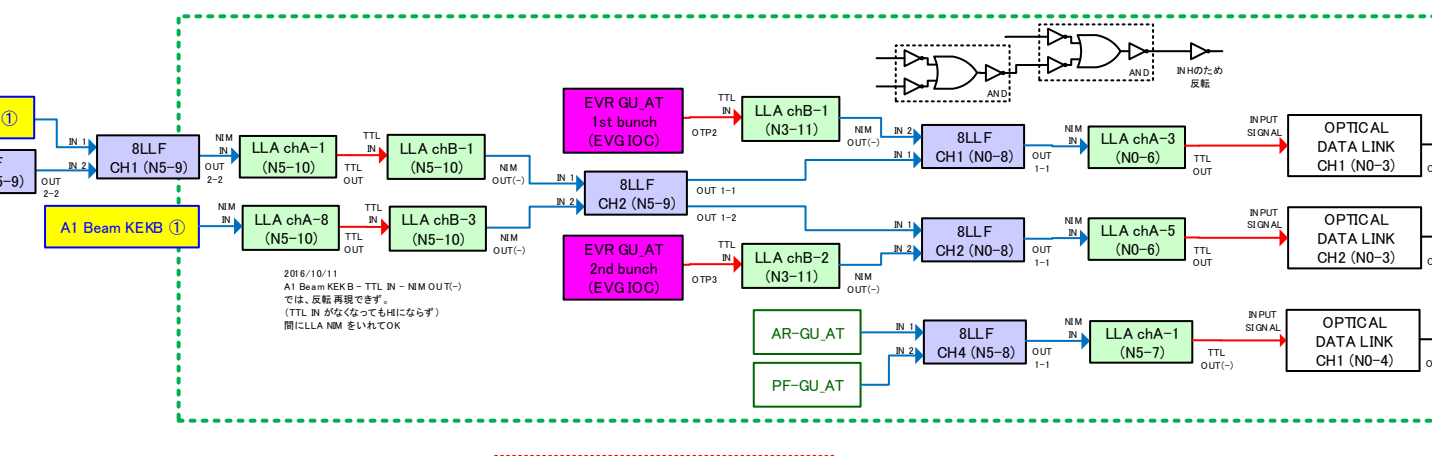 ①
IN 1
IN 2
F
5-9)
OUT
2-2
8LLF
CH1 (N5-9)
OUT
2-2
NIM
IN
LLA chA-1
(N5-10)
TTL
IN
TTL
OUT
LLA chB-1
(N5-10)
NIM
OUT(-)
A1 Beam KEKB ①
NIM
IN
LLA chA-8
(N5-10)
TTL
IN
TTL
OUT
LLA chB-3
(N5-10)
NIM
OUT(-)
2016/10/11
A1 Beam KEKB - TTL IN - NIM OUT(-)
では、反転再現できず。
(TTL IN がなくなってもHIにならず)
間にLLA NIM をいれてOK
IN 1
IN 2
8LLF
CH2 (N5-9)
OUT 1-1
OUT 1-2
EVR GU_AT
1st bunch
(EVG IOC)
OTP2
TTL
IN
LLA chB-1
(N3-11)
NIM
OUT(-)
EVR GU_AT
2nd bunch
(EVG IOC)
OTP3
TTL
IN
LLA chB-2
(N3-11)
NIM
OUT(-)
AND
AND
INHのため
反転
IN 2
IN 1
8LLF
CH1 (N0-8)
OUT
1-1
NIM
IN
LLA chA-3
(N0-6)
TTL
OUT
INPUT
SIGNAL
OPTICAL
DATA LINK
CH1 (N0-3)
IN 1
IN 2
8LLF
CH2 (N0-8)
OUT
1-1
NIM
IN
LLA chA-5
(N0-6)
TTL
OUT
INPUT
SIGNAL
OPTICAL
DATA LINK
CH2 (N0-3)
AR-GU_AT
PF-GU_AT
IN 1
IN 2
8LLF
CH4 (N5-8)
OUT
1-1
NIM
IN
LLA chA-1
(N5-7)
TTL
OUT(-)
INPUT
SIGNAL
OPTICAL
DATA LINK
CH1 (N0-4)